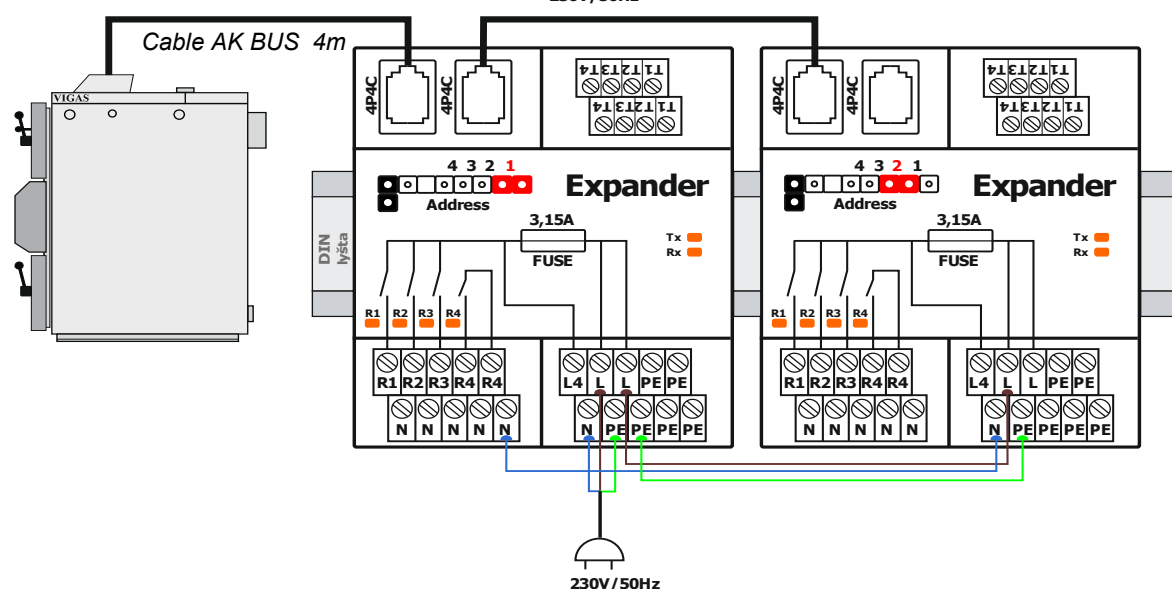 230V/50Hz
Cable AK BUS 4m
VIGAS
4P4C 4P4C
T4 T3 T2 T1
T4 T3 T2 T1
4 3 2 1
Address
Expander
3,15A
FUSE
Tx
Rx
DIN
lyšta
R1 R2 R3 R4
R1 R2 R3 R4 R4
N N N N N
L4 L L PE PE
N PE PE PE PE
4P4C 4P4C
T4 T3 T2 T1
T4 T3 T2 T1
4 3 2 1
Address
Expander
3,15A
FUSE
Tx
Rx
R1 R2 R3 R4
R1 R2 R3 R4 R4
N N N N N
L4 L L PE PE
N PE PE PE PE
230V/50Hz